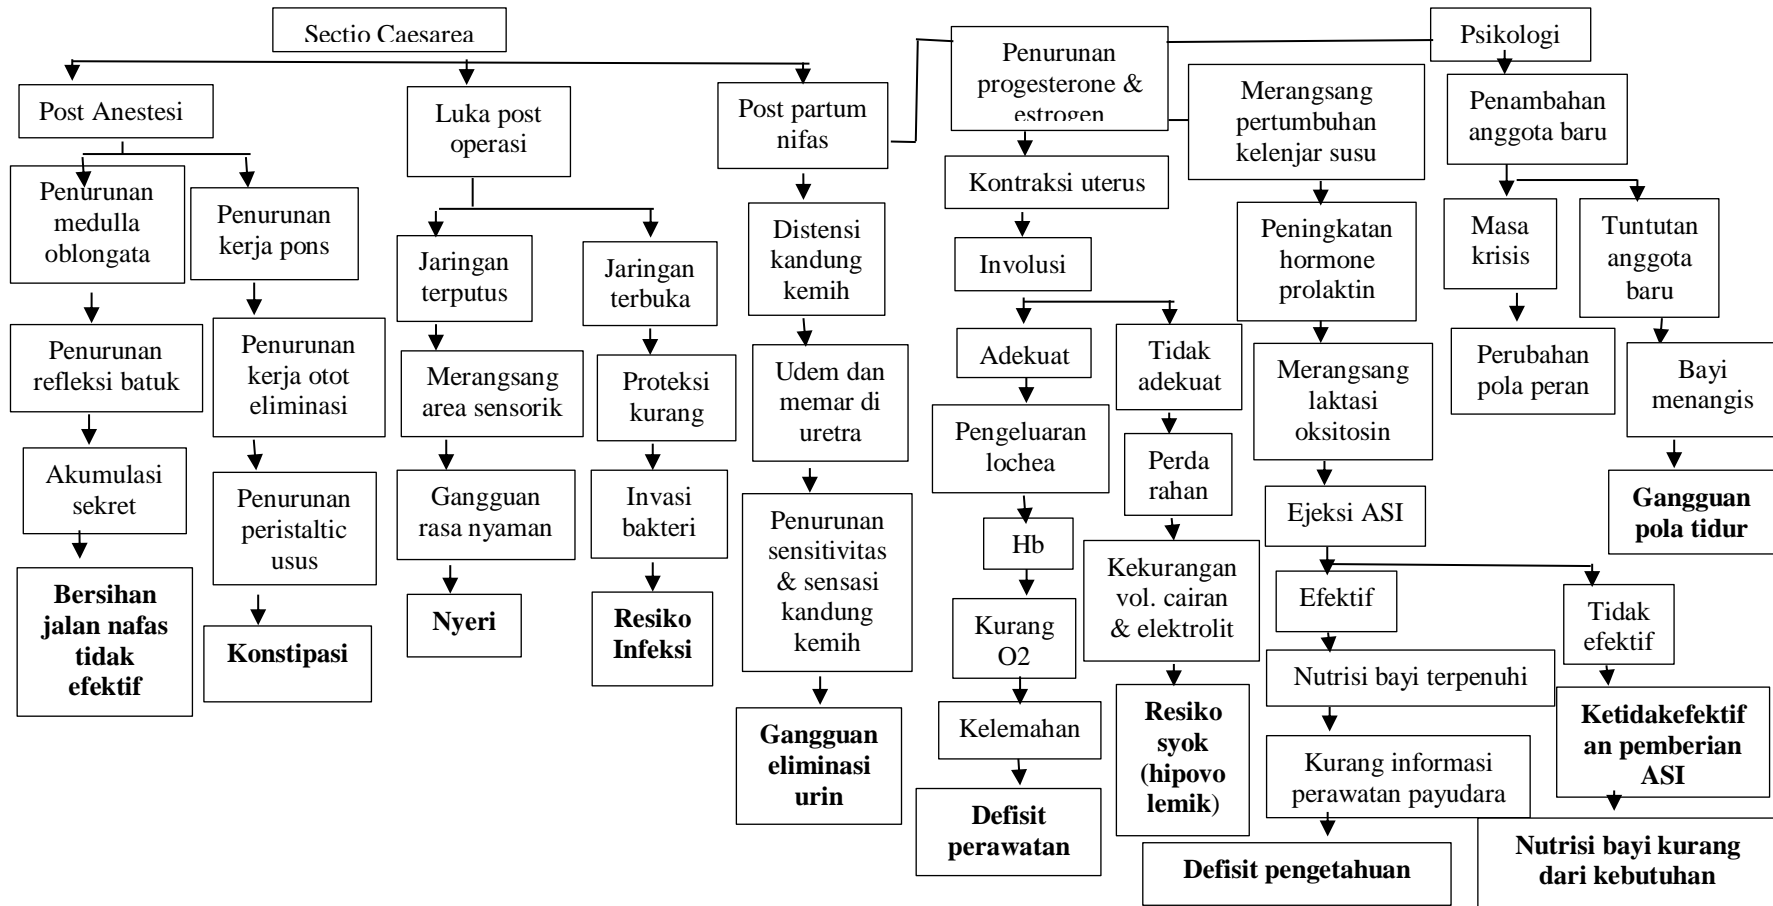 Sectio Caesarea
Penurunan
progesterone &
estrogen
Psikologi
Post Anestesi
Luka post
operasi
Post partum
nifas
Merangsang
pertumbuhan
kelenjar susu
Penambahan
anggota baru
Penurunan
medulla
oblongata
Penurunan
kerja pons
Jaringan
terputus
Jaringan
terbuka
Distensi
kandung
kemih
Kontraksi uterus
Involusi
Peningkatan
hormone
prolaktin
Masa
krisis
Tuntutan
anggota
baru
Penurunan
refleksi batuk
Penurunan
kerja otot
eliminasi
Merangsang
area sensorik
Proteksi
kurang
Udem dan
memar di
uretra
Adekuat
Tidak
adekuat
Merangsang
laktasi
oksitosin
Perubahan
pola peran
Bayi
menangis
Akumulasi
sekret
Penurunan
peristaltic
usus
Gangguan
rasa nyaman
Invasi
bakteri
Penurunan
sensitivitas
& sensasi
kandung
kemih
Pengeluaran
lochea
Perda
rahan
Ejeksi ASI
Gangguan
pola tidur
Hb
Kekurangan
vol. cairan
& elektrolit
Efektif
Tidak
efektif
Bersihan
jalan nafas
tidak
efektif
Konstipasi
Nyeri
Resiko
Infeksi
Kurang
O2
Nutrisi bayi terpenuhi
Gangguan
eliminasi
urin
Kelemahan
Resiko
syok
(hipovo
lemik)
Kurang informasi
perawatan payudara
Ketidakefektif
an pemberian
ASI
Defisit
perawatan
Defisit pengetahuan
Nutrisi bayi kurang
dari kebutuhan